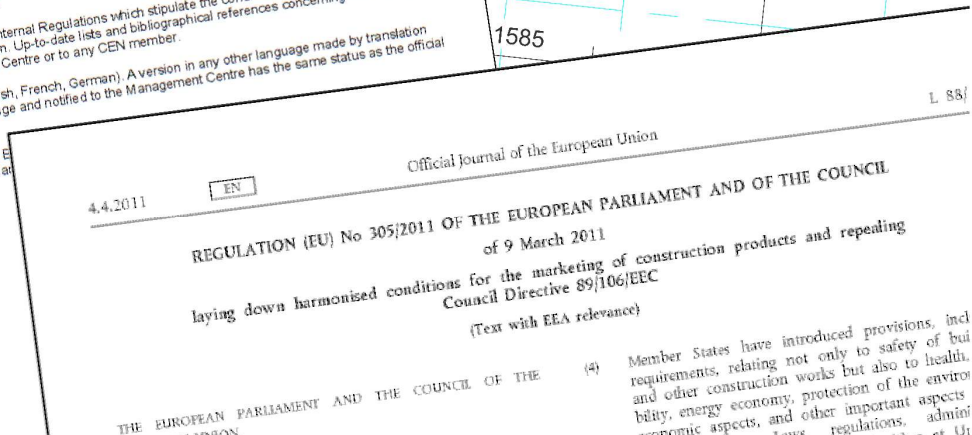 ternal Regulations which stipulate the
n. Up-to-date lists and bibliographical references concerning
Centre or to any CEN member.
sh, French, German). A version in any other language made by translation
ge and notified to the Management Centre has the same status as the official
1585
L 88/
Official Journal of the European Union
EN
4.4.2011
REGULATION (EU) No 305/2011 OF THE EUROPEAN PARLIAMENT AND OF THE COUNCIL
of 9 March 2011
laying down harmonised conditions for the marketing of construction products and repealing
Council Directive 89/106/EEC
(Text with EEA relevance)
THE EUROPEAN PARLIAMENT AND THE COUNCIL OF THE
(4) Member States have introduced provisions, incl
requirements, relating not only to safety of bui
and other construction works but also to health,
bility, energy economy, protection of the enviro
onomic aspects, and other important aspects
regulations, admini